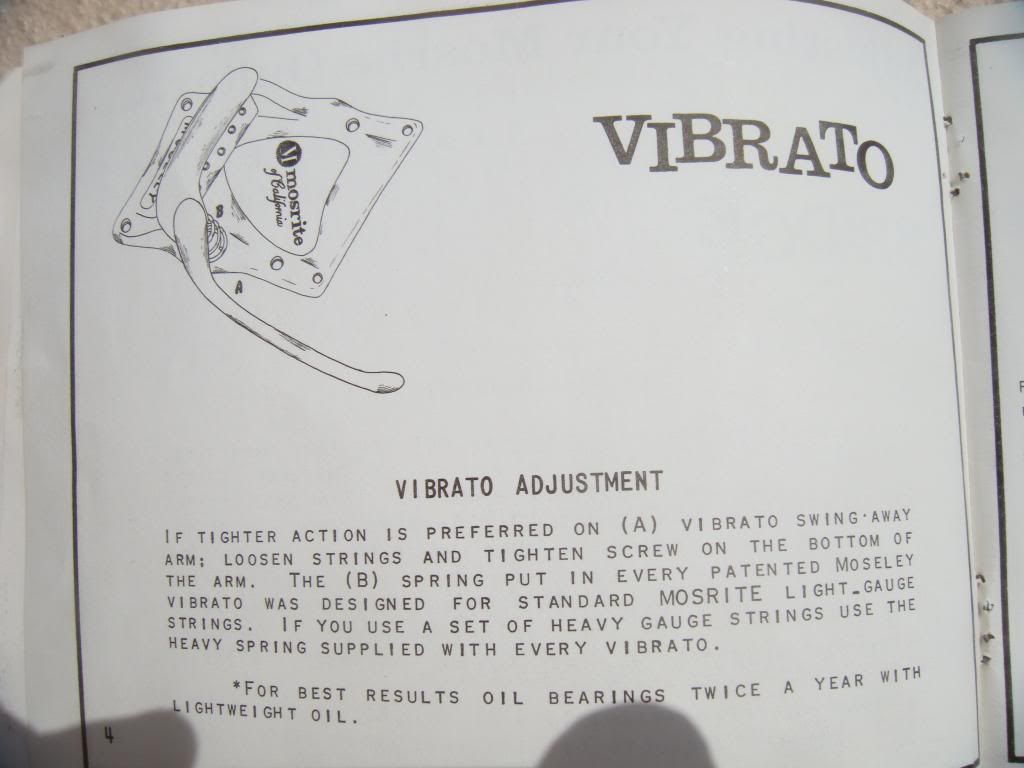 VIBRATO
M mosrite
of California
B
A
VIBRATO ADJUSTMENT
IF TIGHTER ACTION IS PREFERRED ON (A) VIBRATO SWING-AWAY
ARM; LOOSEN STRINGS AND TIGHTEN SCREW ON THE BOTTOM OF
THE ARM. THE (B) SPRING PUT IN EVERY PATENTED MOSELEY
VIBRATO WAS DESIGNED FOR STANDARD MOSRITE LIGHT-GAUGE
STRINGS. IF YOU USE A SET OF HEAVY GAUGE STRINGS USE THE
HEAVY SPRING SUPPLIED WITH EVERY VIBRATO.
*FOR BEST RESULTS OIL BEARINGS TWICE A YEAR WITH
LIGHTWEIGHT OIL.
4